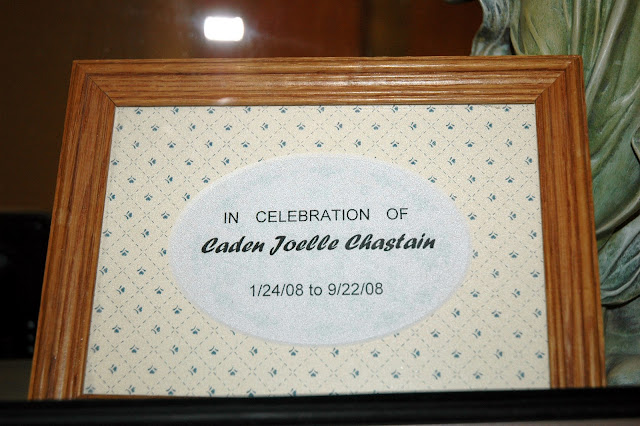 IN CELEBRATION OF
Caden Joelle Chastain
1/24/08 to 9/22/08